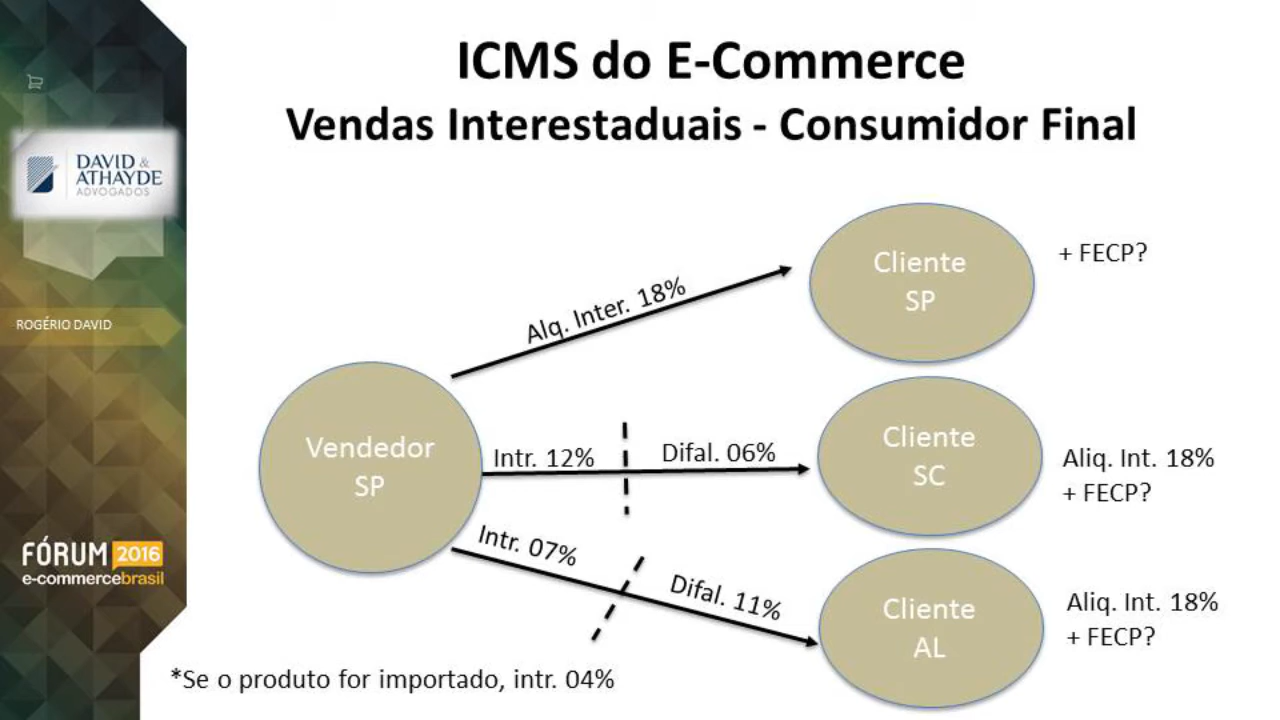 ICMS do E-Commerce
Vendas Interestaduais - Consumidor Final
DAVID &
ATHAYDE
ADVOGADOS
ROGÉRIO DAVID
FÓRUM 2016
e-commercebrasil
Vendedor
SP
Alq. Inter. 18%
Cliente
SP
+ FECP?
Intr. 12%
Difal. 06%
Cliente
SC
Aliq. Int. 18%
+ FECP?
Intr. 07%
Difal. 11%
Cliente
AL
Aliq. Int. 18%
+ FECP?
*Se o produto for importado, intr. 04%